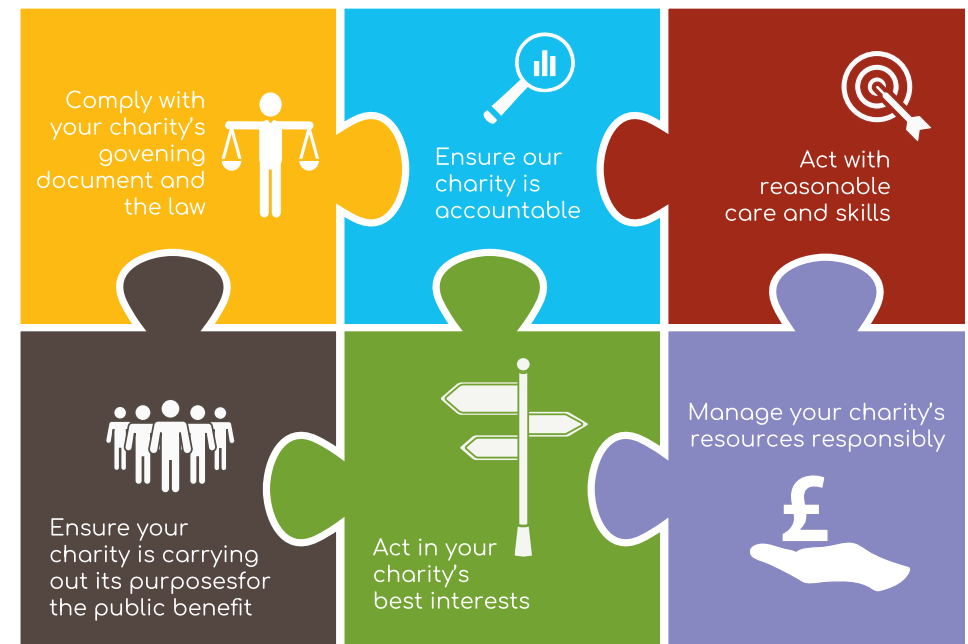 Comply with
your charity's
govening
document and
the law
Ensure our
charity is
accountable
Act with
reasonable
care and skills
Ensure your
charity is carrying
out its purposesfor
the public benefit
Act in your
charity's
best interests
Manage your charity's
resources responsibly
£